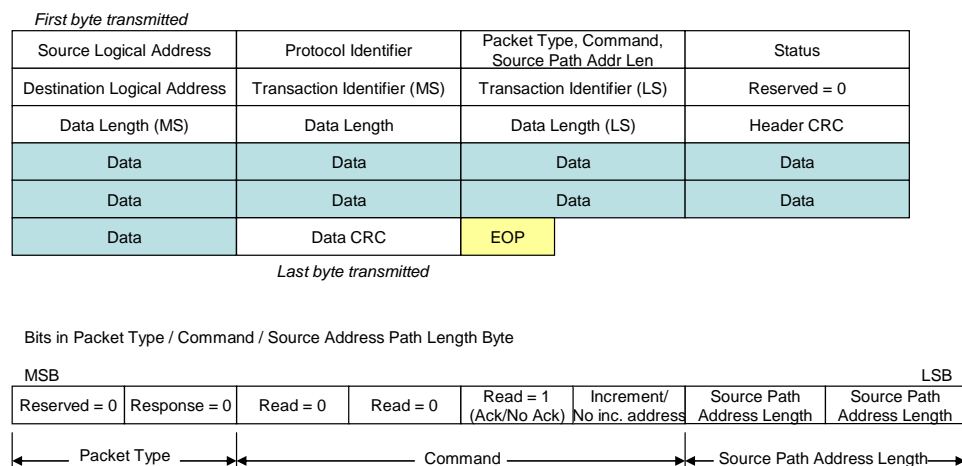 First byte transmitted
Source Logical Address Protocol Identifier Packet Type, Command, Source Path Addr Len Status
Destination Logical Address Transaction Identifier (MS) Transaction Identifier (LS) Reserved = 0
Data Length (MS) Data Length Data Length (LS) Header CRC
Data Data Data Data
Data Data Data Data
Data Data CRC EOP
Last byte transmitted
Bits in Packet Type / Command / Source Address Path Length Byte
MSB LSB
Reserved = 0 Response = 0 Read = 0 Read = 0 Read = 1 (Ack/No Ack) Increment/ No inc. address Source Path Address Length Source Path Address Length
Packet Type Command Source Path Address Length